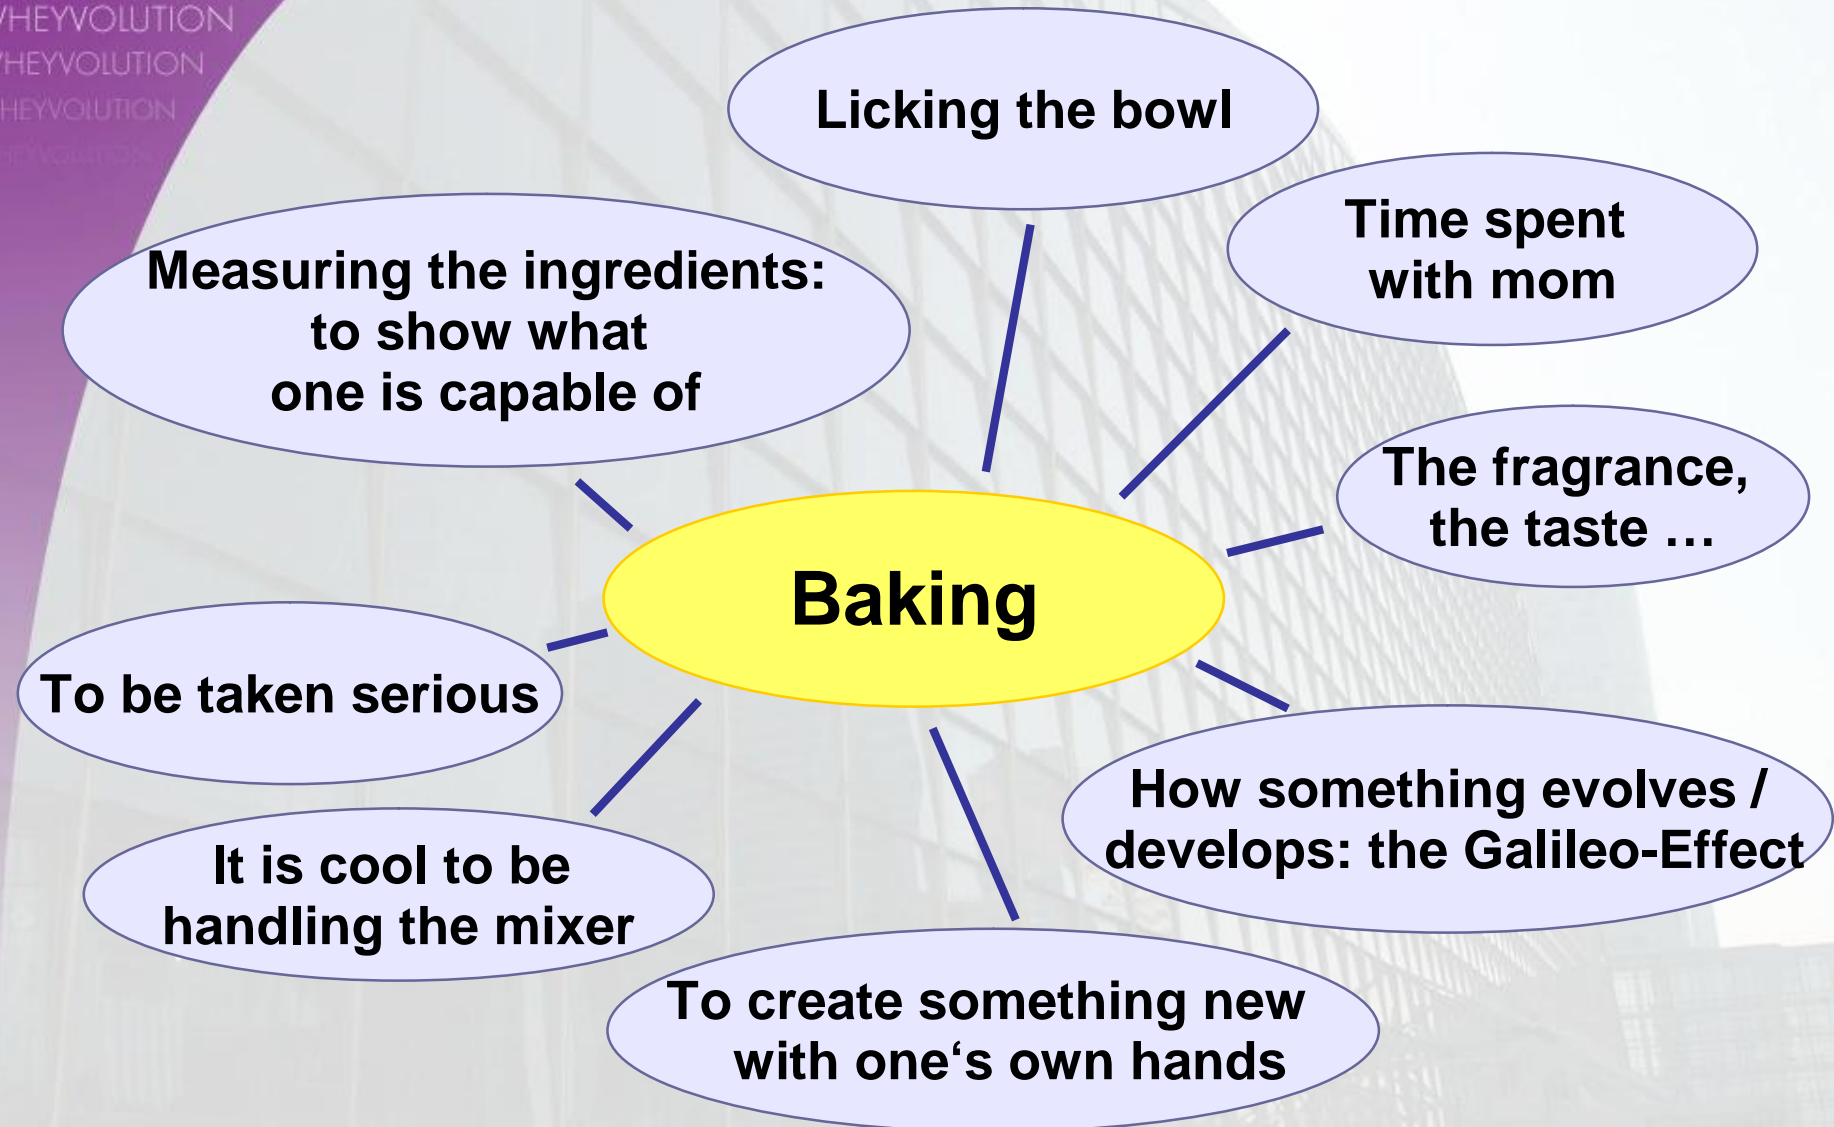 HEYVOLUTION
HEYVOLUTION
HEYVOLUTION
HEYVOLUTION
Licking the bowl
Time spent
with mom
Measuring the ingredients:
to show what
one is capable of
The fragrance,
the taste …
Baking
To be taken serious
How something evolves /
develops: the Galileo-Effect
It is cool to be
handling the mixer
To create something new
with one‘s own hands